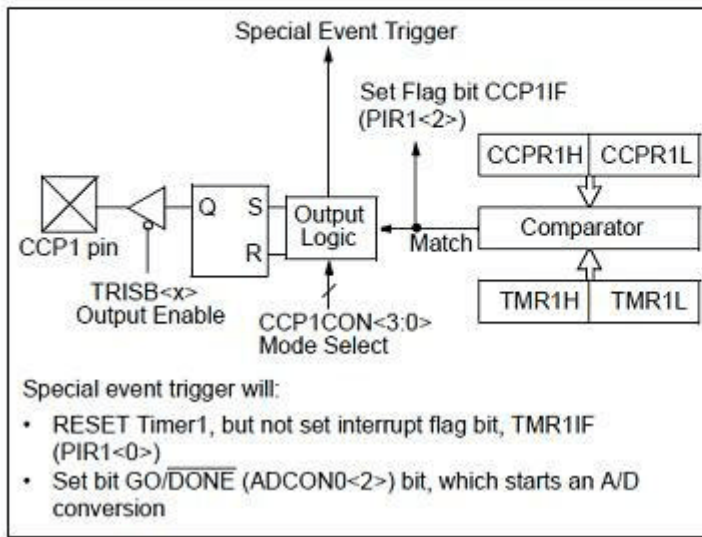 Special Event Trigger
Set Flag bit CCP1IF
(PIR1<2>)
CCPR1H CCPR1L
Q S
R
Output
Logic
Match
Comparator
CCP1 pin
TRISB<x>
Output Enable
CCP1CON<3:0>
Mode Select
TMR1H TMR1L
Special event trigger will:
• RESET Timer1, but not set interrupt flag bit, TMR1IF
(PIR1<0>)
• Set bit GO/DONE (ADCON0<2>) bit, which starts an A/D
conversion